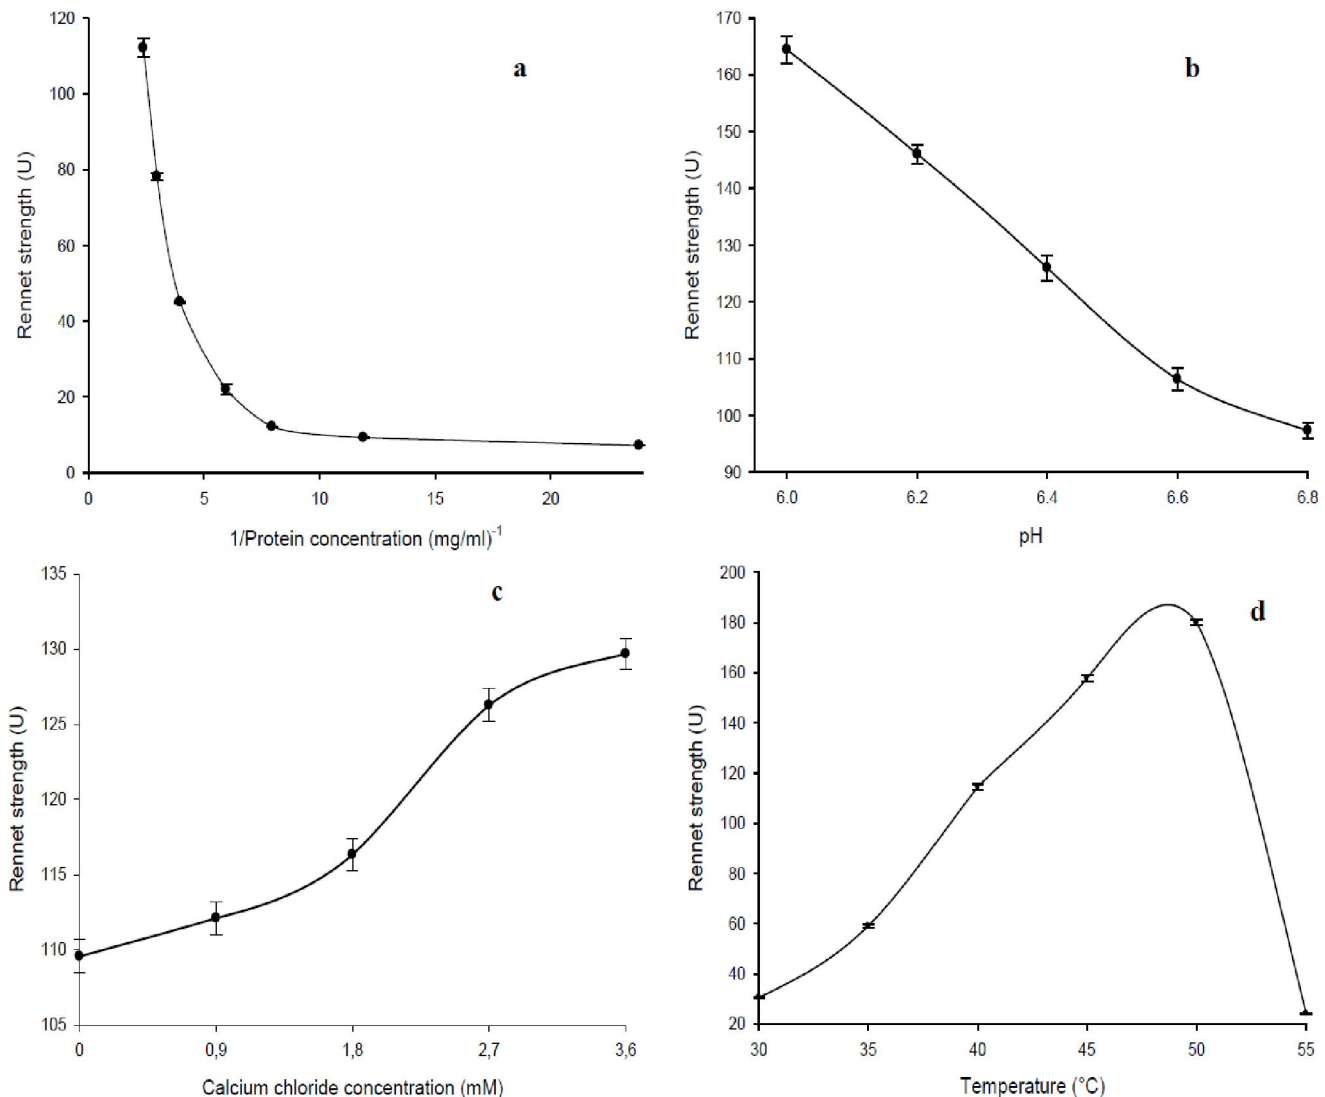 a
Rennet strength (U)
120
100
80
60
40
20
0
0 5 10 15 20
1/Protein concentration (mg/ml)⁻¹
b
Rennet strength (U)
170
160
150
140
130
120
110
100
90
6.0 6.2 6.4 6.6 6.8
pH
c
Rennet strength (U)
135
130
125
120
115
110
105
0 0,9 1,8 2,7 3,6
Calcium chloride concentration (mM)
d
Rennet strength (U)
200
180
160
140
120
100
80
60
40
20
30 35 40 45 50 55
Temperature (°C)